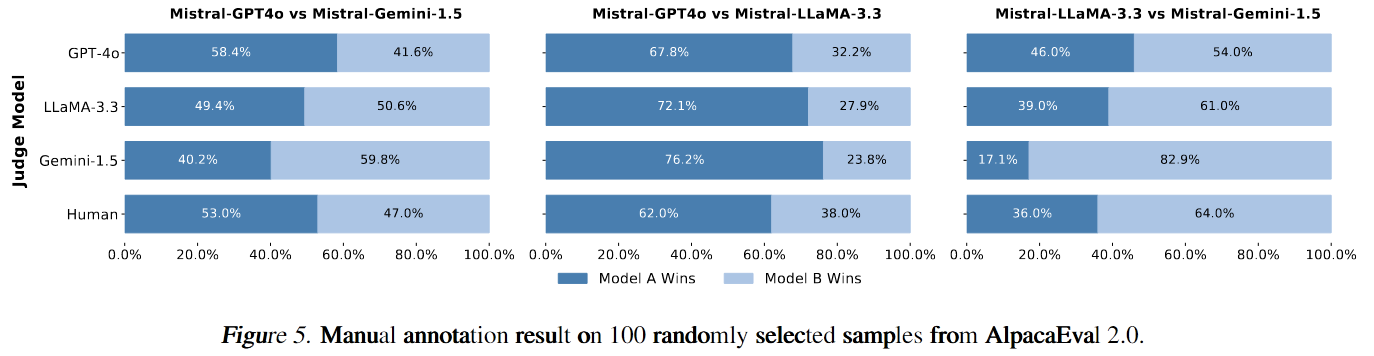 Mistral-GPT4o vs Mistral-Gemini-1.5
Mistral-GPT4o vs Mistral-LLaMA-3.3
Mistral-LLaMA-3.3 vs Mistral-Gemini-1.5
Judge Model
GPT-4o 58.4% 41.6% 67.8% 32.2% 46.0% 54.0%
LLaMA-3.3 49.4% 50.6% 72.1% 27.9% 39.0% 61.0%
Gemini-1.5 40.2% 59.8% 76.2% 23.8% 17.1% 82.9%
Human 53.0% 47.0% 62.0% 38.0% 36.0% 64.0%
0.0% 20.0% 40.0% 60.0% 80.0% 100.0% 0.0% 20.0% 40.0% 60.0% 80.0% 100.0% 0.0% 20.0% 40.0% 60.0% 80.0% 100.0%
Model A Wins Model B Wins
Figure 5. Manual annotation result on 100 randomly selected samples from AlpacaEval 2.0.